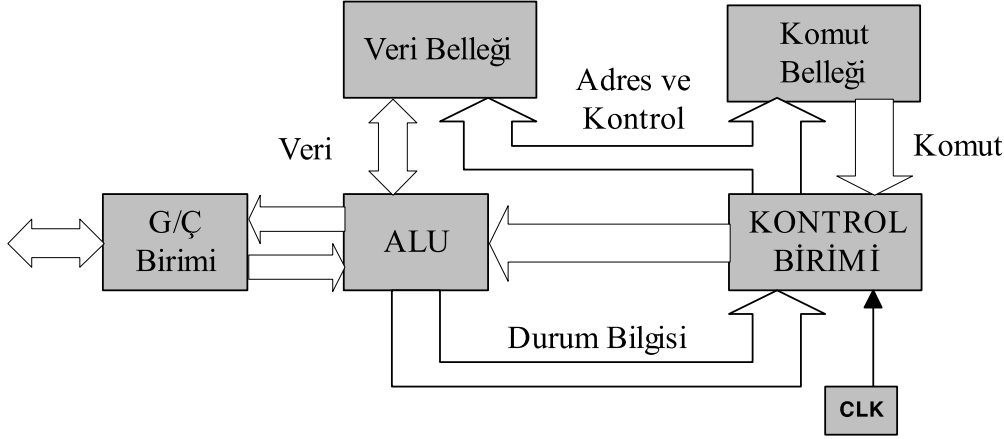 Veri Belleği
Komut
Belleği
Adres ve
Kontrol
Veri
Komut
G/Ç
Birimi
ALU
KONTROL
BİRİMİ
Durum Bilgisi
CLK